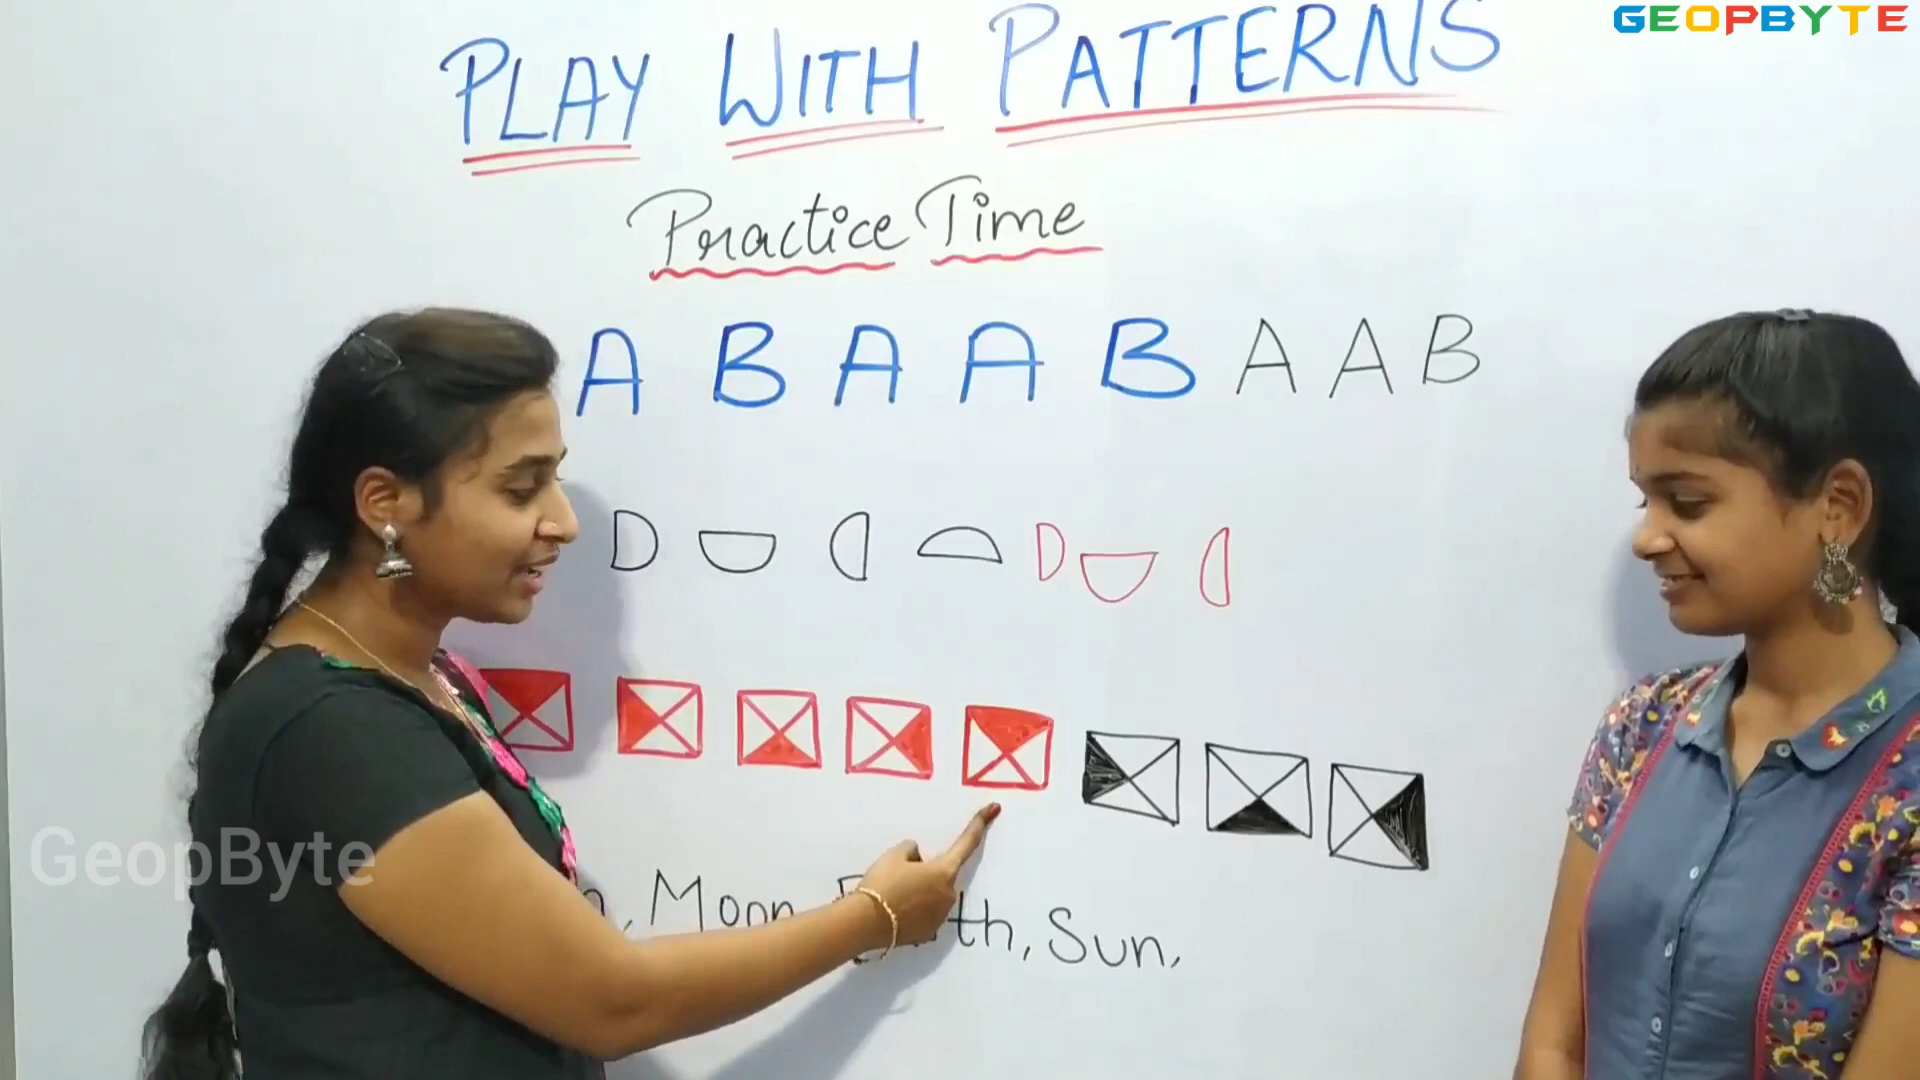 GEOPBYTE
PLAY WITH PATTERNS
Practice Time
A B A A B A A B
GeopByte
Moon, th, Sun,